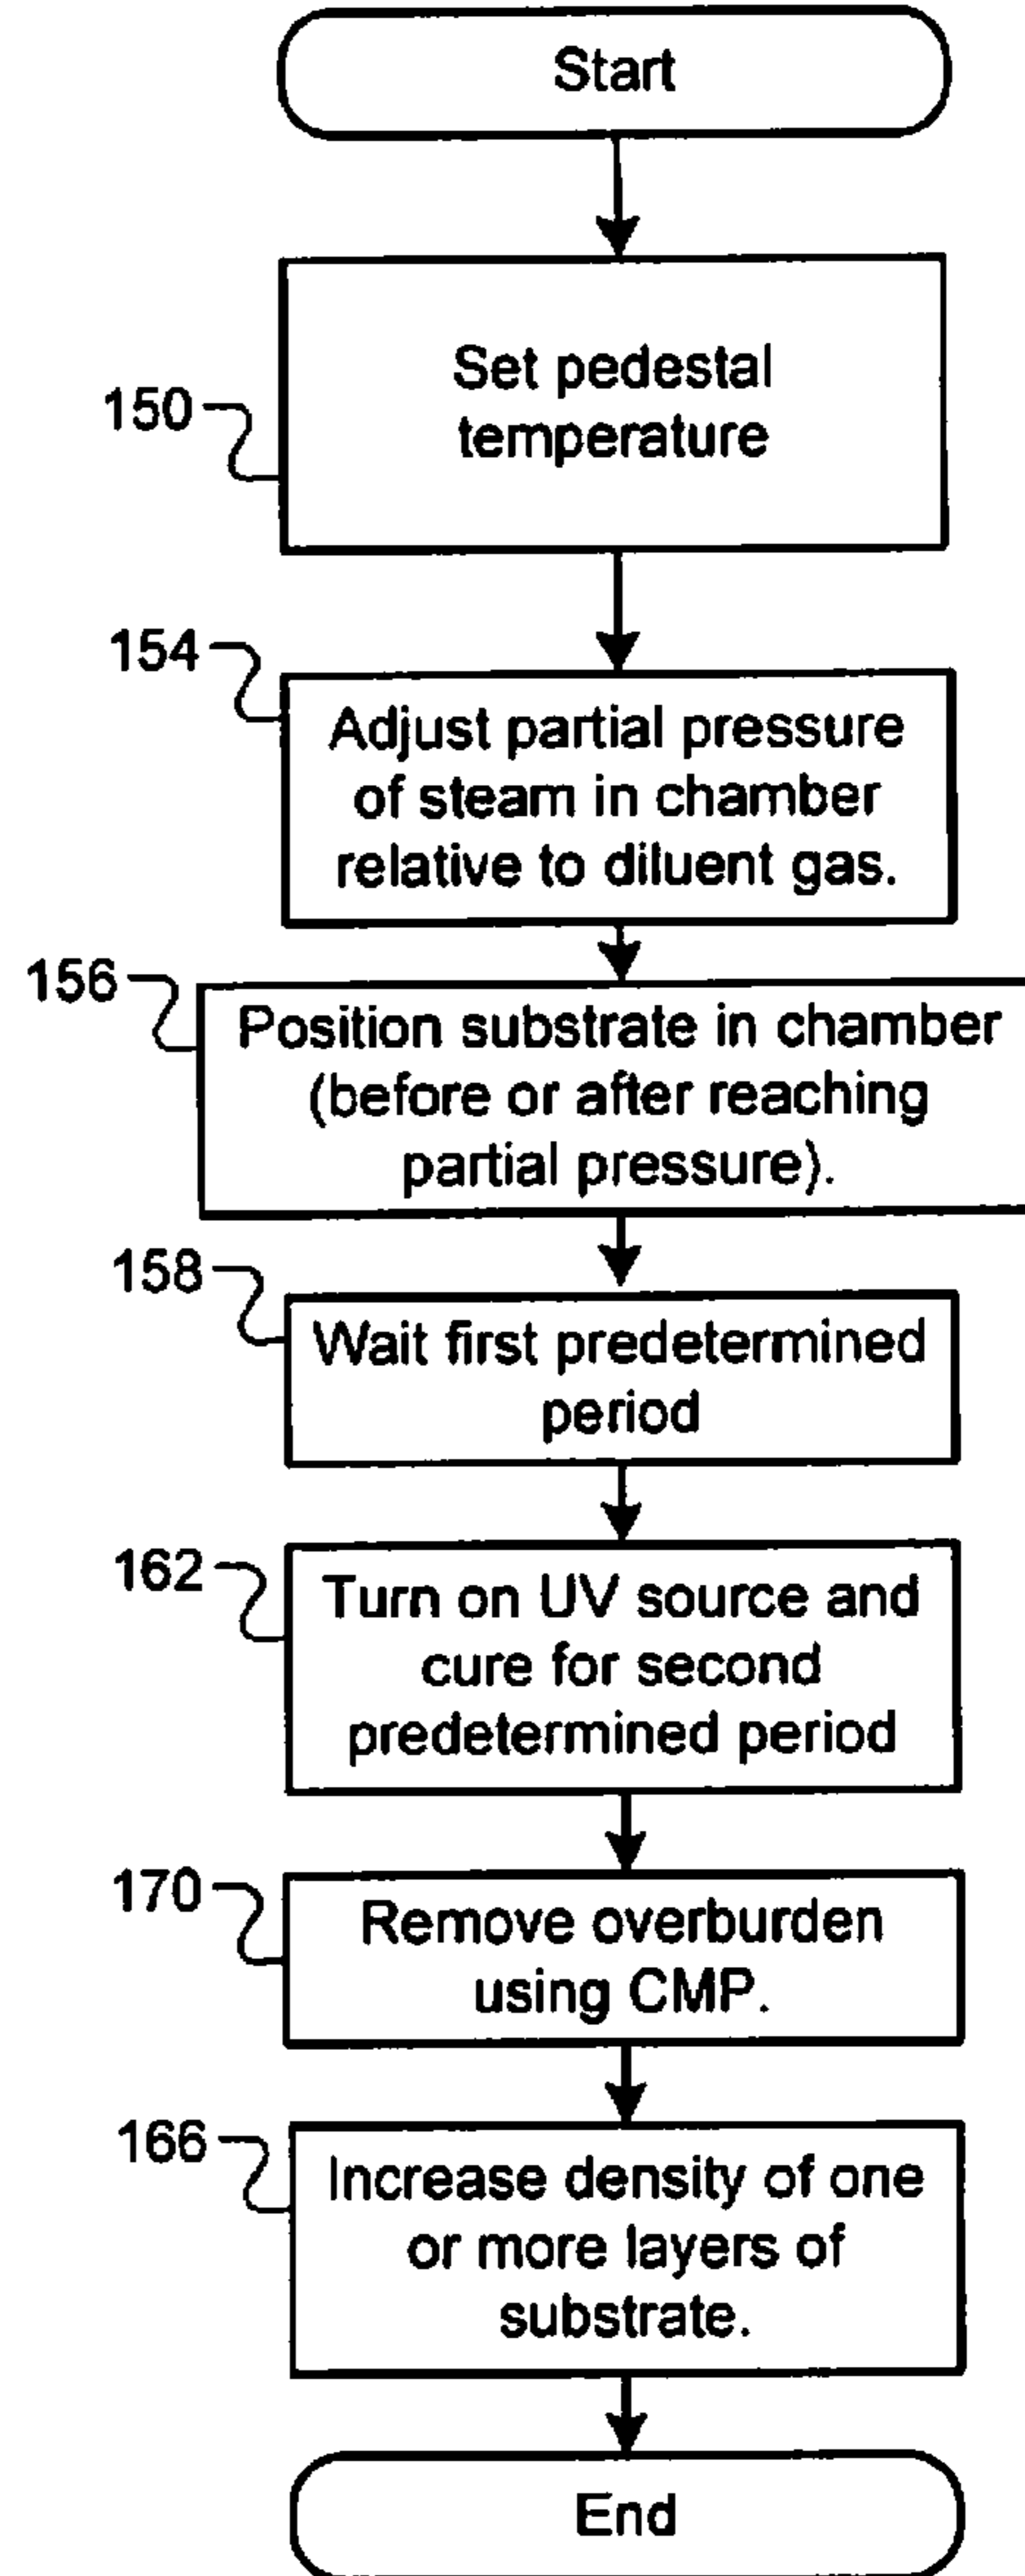 Start
150
Set pedestal
temperature
154
Adjust partial pressure
of steam in chamber
relative to diluent gas.
156
Position substrate in chamber
(before or after reaching
partial pressure).
158
Wait first predetermined
period
162
Turn on UV source and
cure for second
predetermined period
170
Remove overburden
using CMP.
166
Increase density of one
or more layers of
substrate.
End